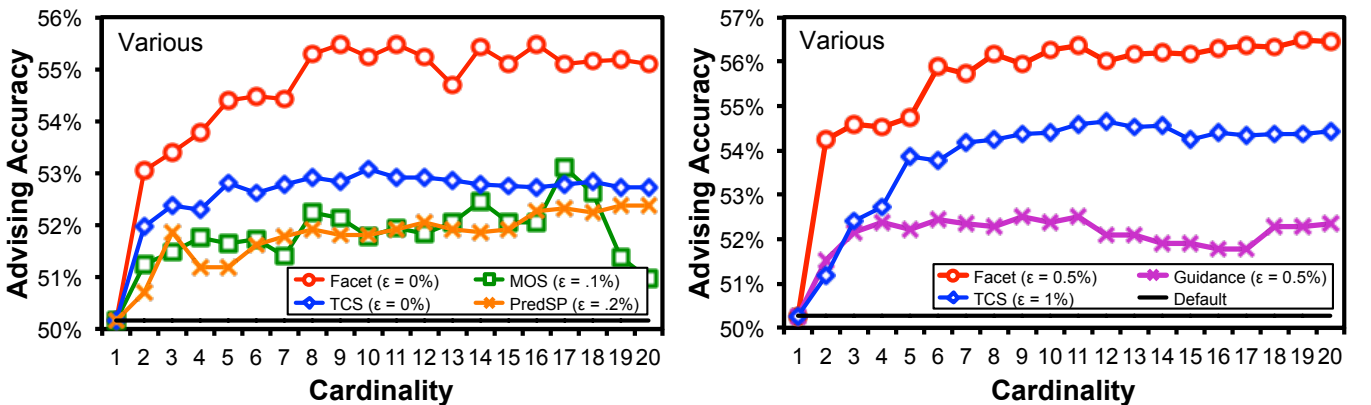 56%
55%
54%
53%
52%
51%
50%
Advising Accuracy
Various
Facet (ε = 0%)
MOS (ε = .1%)
TCS (ε = 0%)
PredSP (ε = .2%)
1 2 3 4 5 6 7 8 9 10 11 12 13 14 15 16 17 18 19 20
Cardinality
57%
56%
55%
54%
53%
52%
51%
50%
Advising Accuracy
Various
Facet (ε = 0.5%)
Guidance (ε = 0.5%)
TCS (ε = 1%)
Default
1 2 3 4 5 6 7 8 9 10 11 12 13 14 15 16 17 18 19 20
Cardinality